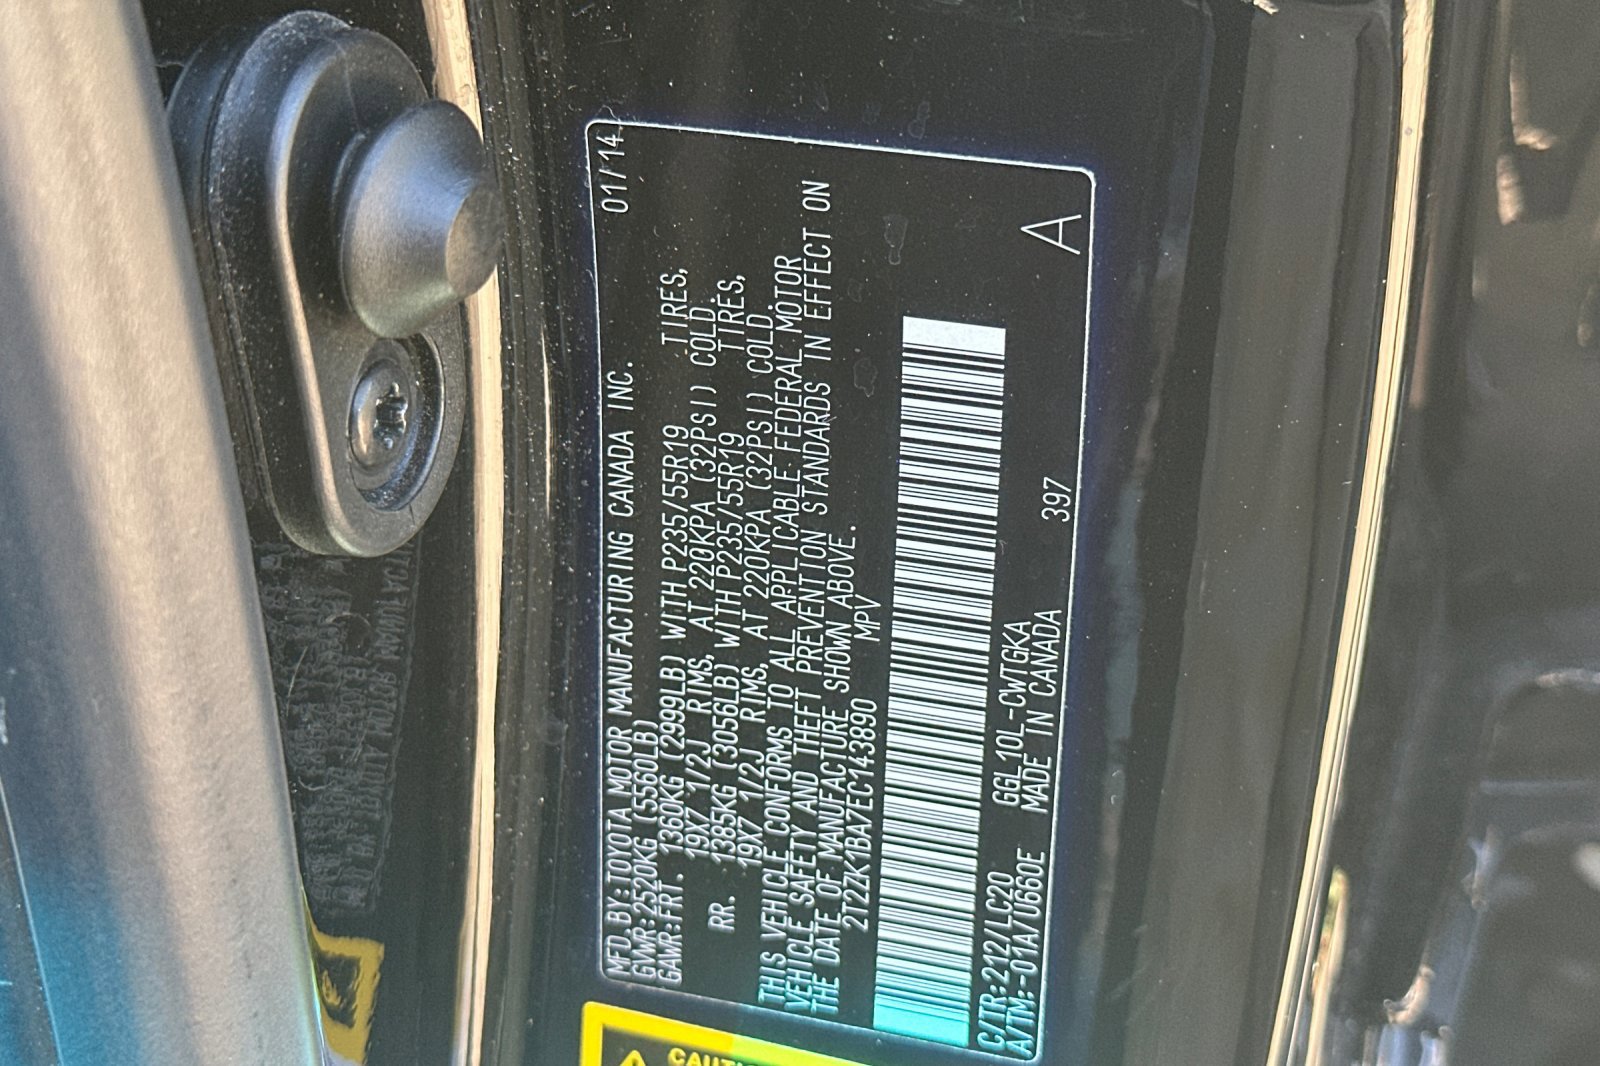 MFD.BY:TOYOTA MOTOR MANUFACTURING CANADA INC. 01/14
GVWR:2520KG (5560LB)
GAWR:FRT. 1360KG (2999LB) WITH P235/55R19 TIRES,
19X7 1/2J RIMS, AT 220KPA (32PSI) COLD.
RR. 1385KG (3056LB) WITH P235/55R19 TIRES,
19X7 1/2J RIMS, AT 220KPA (32PSI) COLD.
THIS VEHICLE CONFORMS TO ALL APPLICABLE FEDERAL MOTOR
VEHICLE SAFETY AND THEFT PREVENTION STANDARDS IN EFFECT ON
THE DATE OF MANUFACTURE SHOWN ABOVE.
2T2ZK1BA7EC143890 MPV
C/TR:212/LC20 GGL10L-CWTGKA
A/TM:-01A/U660E MADE IN CANADA 397 A
CAUTI